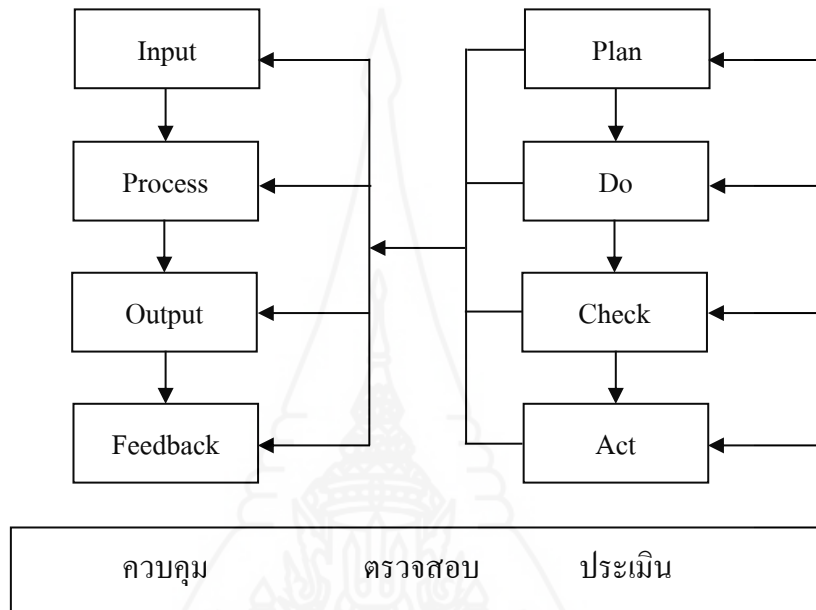 Input Plan
Process Do
Output Check
Feedback Act
ควบคุม ตรวจสอบ ประเมิน